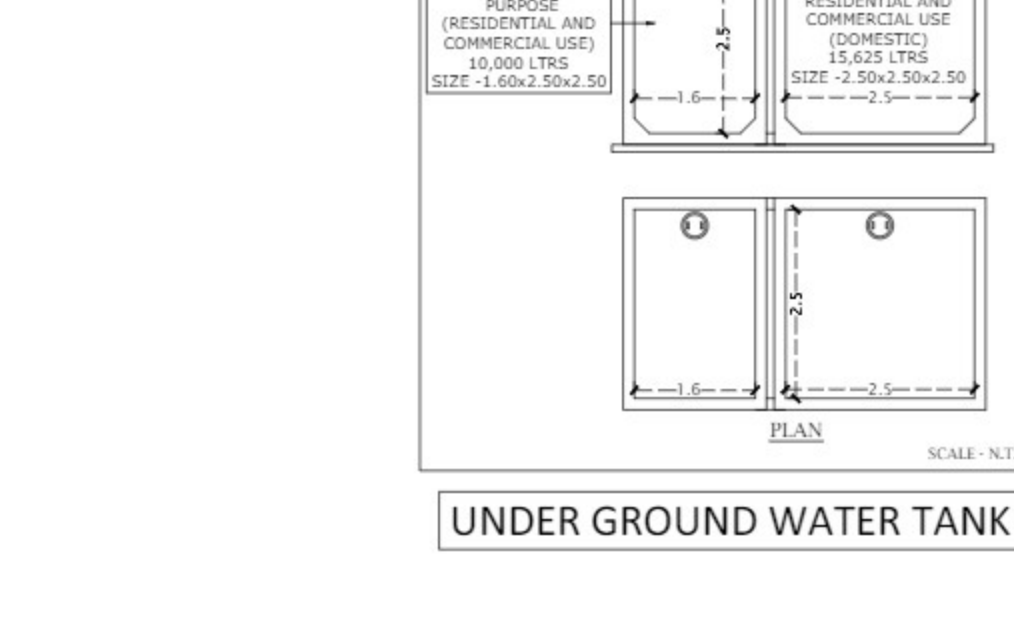 PURPOSE
(RESIDENTIAL AND
COMMERCIAL USE)
10,000 LTRS
SIZE -1.60x2.50x2.50
2.5
1.6
RESIDENTIAL AND
COMMERCIAL USE
(DOMESTIC)
15,625 LTRS
SIZE -2.50x2.50x2.50
2.5
2.5
1.6
2.5
PLAN
SCALE - N.T
UNDER GROUND WATER TANK